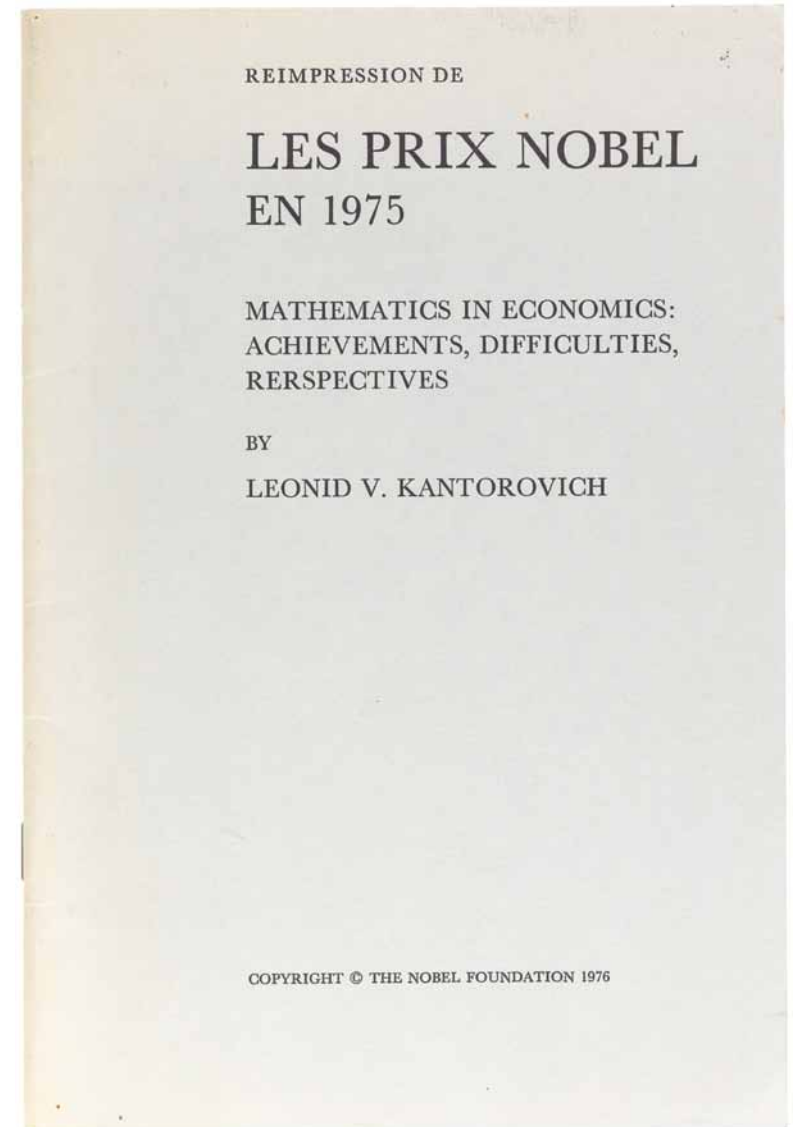 REIMPRESSION DE
LES PRIX NOBEL
EN 1975
MATHEMATICS IN ECONOMICS:
ACHIEVEMENTS, DIFFICULTIES,
RERSPECTIVES
BY
LEONID V. KANTOROVICH
COPYRIGHT © THE NOBEL FOUNDATION 1976